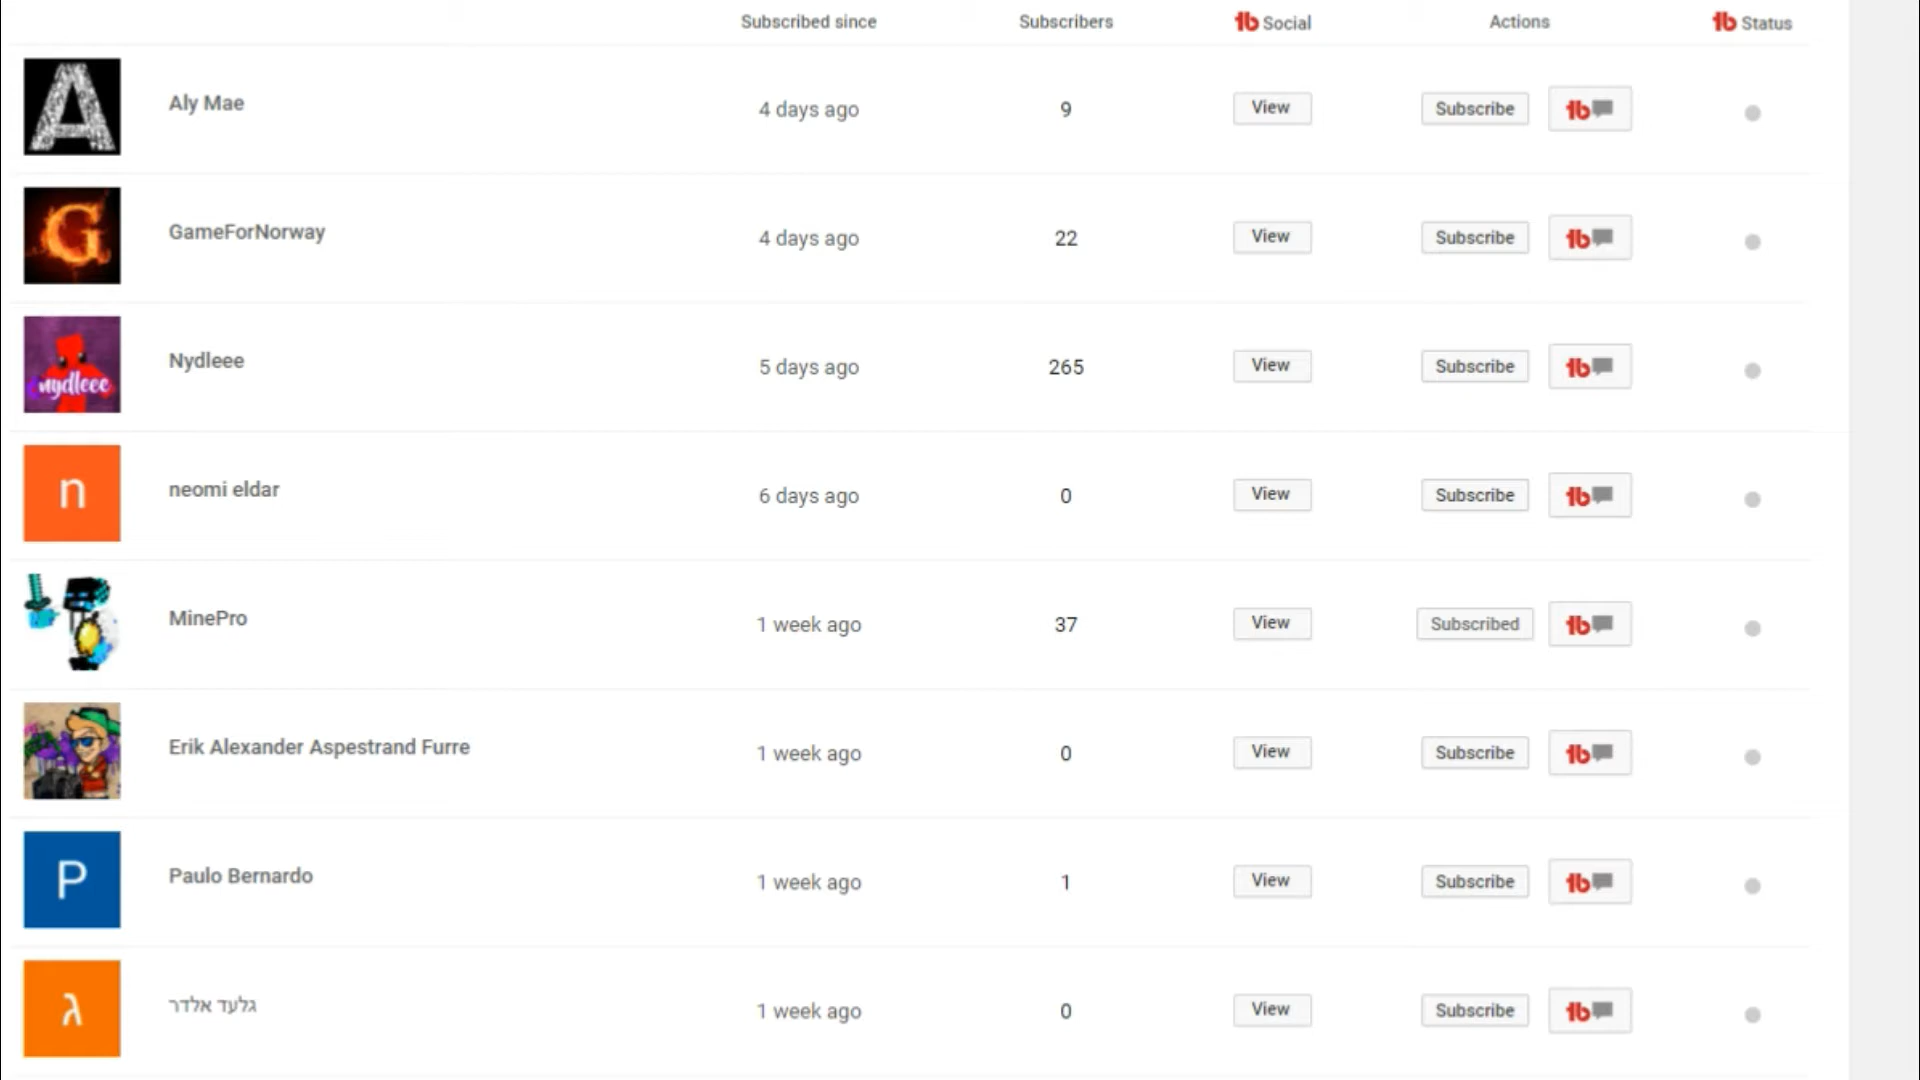 Subscribed since Subscribers tb Social Actions tb Status
A Aly Mae 4 days ago 9 View Subscribe tb
G GameForNorway 4 days ago 22 View Subscribe tb
nydleee Nydleee 5 days ago 265 View Subscribe tb
n neomi eldar 6 days ago 0 View Subscribe tb
MinePro 1 week ago 37 View Subscribed tb
Erik Alexander Aspestrand Furre 1 week ago 0 View Subscribe tb
P Paulo Bernardo 1 week ago 1 View Subscribe tb
ג גלעד אלדר 1 week ago 0 View Subscribe tb